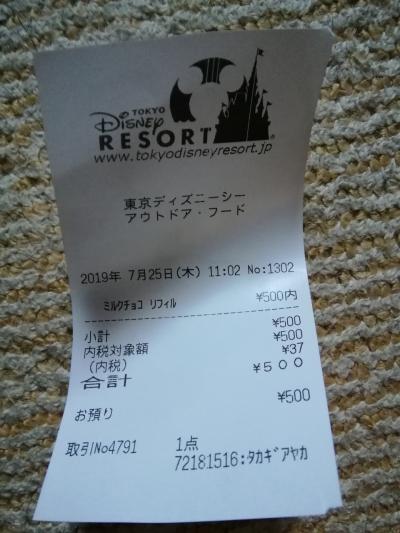 TOKYO
Disney
RESORT
www.tokyodisneyresort.jp
東京ディズニーシー
アウトドア・フード
2019年 7月25日(木) 11:02 No:1302
ミルクチョコ リフィル ¥500内
小計 ¥500
内税対象額 ¥500
(内税) ¥37
合計 ¥500
お預り ¥500
取引No4791 1点
72181516:タカギアヤカ